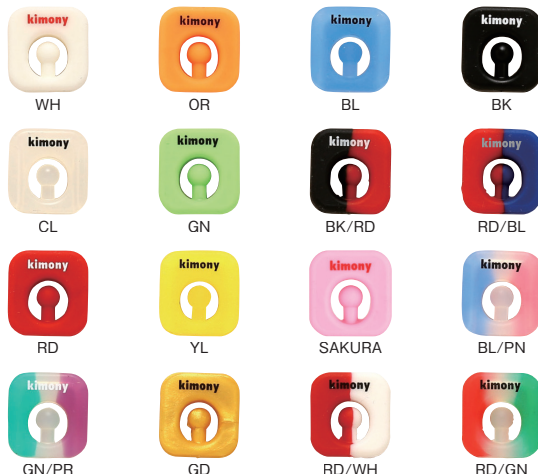 kimony kimony kimony kimony
WH OR BL BK
kimony kimony kimony kimony
CL GN BK/RD RD/BL
kimony kimony kimony kimony
RD YL SAKURA BL/PN
kimony kimony kimony kimony
GN/PR GD RD/WH RD/GN